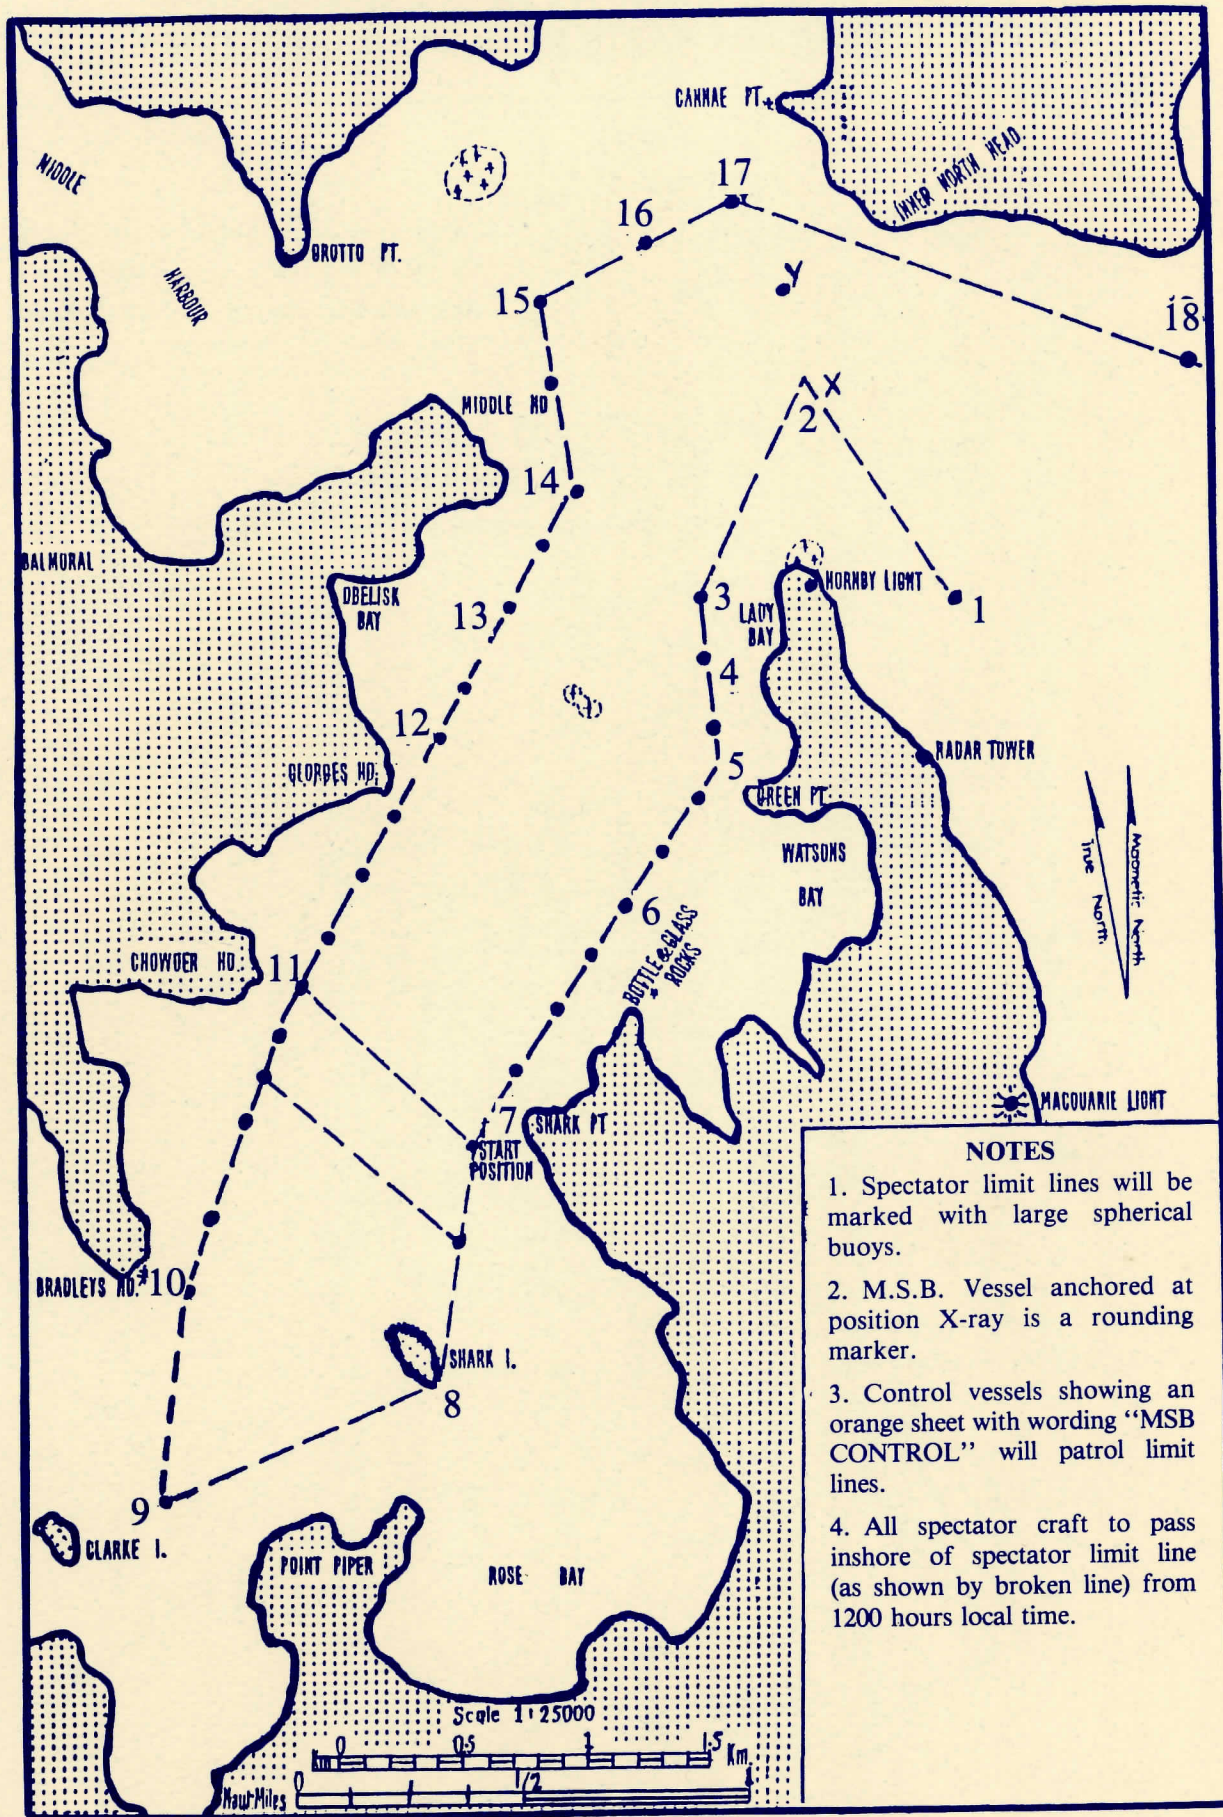 CANNAE PT.
MIDDLE
HARBOUR
GROTTO PT.
INNER NORTH HEAD
17
16
15
Y
18
X
2
MIDDLE HD
14
BALMORAL
OBELISK
BAY
13
3
LADY
BAY
HORNBY LIGHT
1
4
12
GEORGES HD.
5
RADAR TOWER
GREEN PT.
WATSONS
BAY
True North
Magnetic North
6
BOTTLE & GLASS
ROCKS
CHOWDER HD.
11
7
SHARK PT
START
POSITION
MACQUARIE LIGHT
BRADLEYS HD.
10
SHARK I.
8
9
CLARKE I.
POINT PIPER
ROSE BAY
NOTES
1. Spectator limit lines will be
marked with large spherical
buoys.
2. M.S.B. Vessel anchored at
position X-ray is a rounding
marker.
3. Control vessels showing an
orange sheet with wording “MSB
CONTROL” will patrol limit
lines.
4. All spectator craft to pass
inshore of spectator limit line
(as shown by broken line) from
1200 hours local time.
Scale 1:25000
Km 0 0.5 1 1.5 Km.
Naut Miles 0 1/2 1